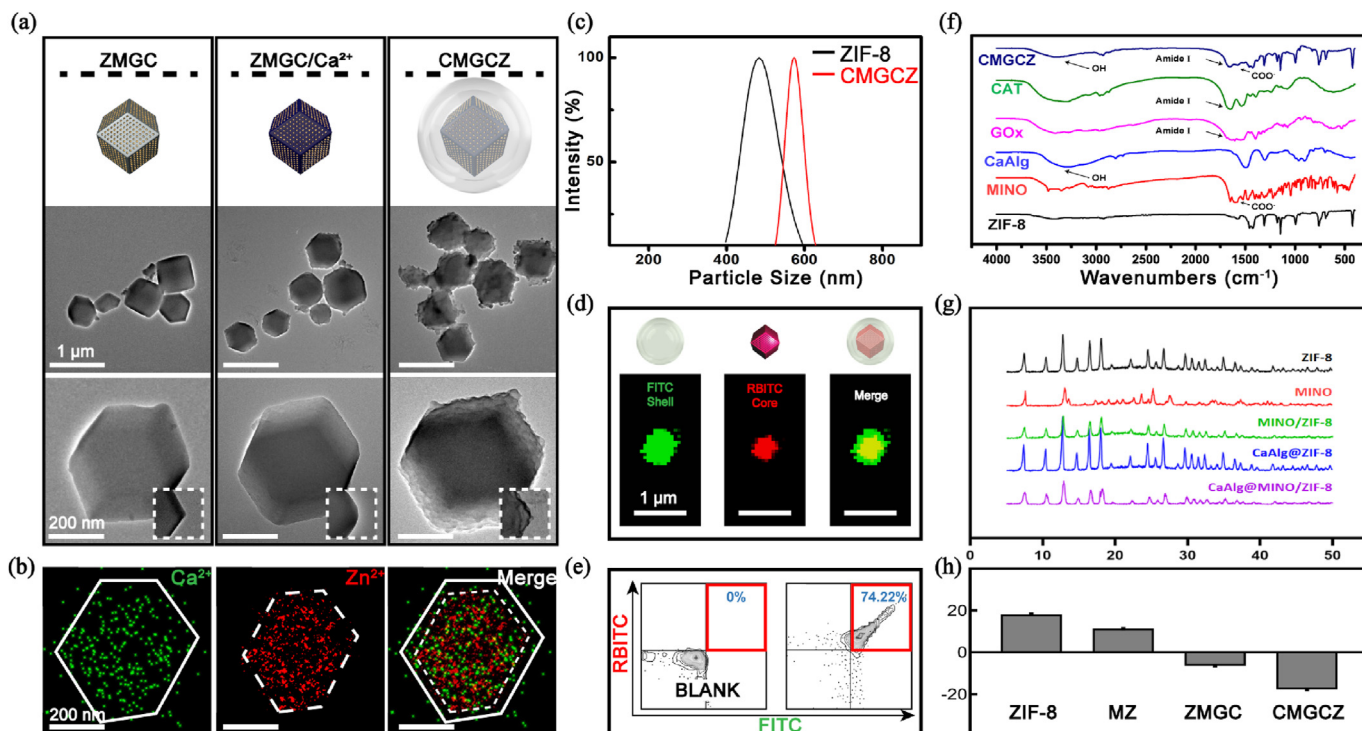 (a)
ZMGC
ZMGC/Ca²⁺
CMGCZ
1 μm
200 nm
(b)
Ca²⁺
Zn²⁺
Merge
200 nm
(c)
100
50
Intensity (%)
ZIF-8
CMGCZ
200
400
600
800
Particle Size (nm)
(d)
FITC
Shell
RBITC
Core
Merge
1 μm
(e)
RBITC
0%
BLANK
74.22%
FITC
(f)
CMGCZ
OH
Amide I
COO⁻
CAT
Amide I
GOx
Amide I
CaAlg
OH
MINO
COO⁻
ZIF-8
4000
3500
3000
2500
2000
1500
1000
500
Wavenumbers (cm⁻¹)
(g)
ZIF-8
MINO
MINO/ZIF-8
CaAlg@ZIF-8
CaAlg@MINO/ZIF-8
10
20
30
40
50
(h)
20
0
-20
ZIF-8
MZ
ZMGC
CMGCZ